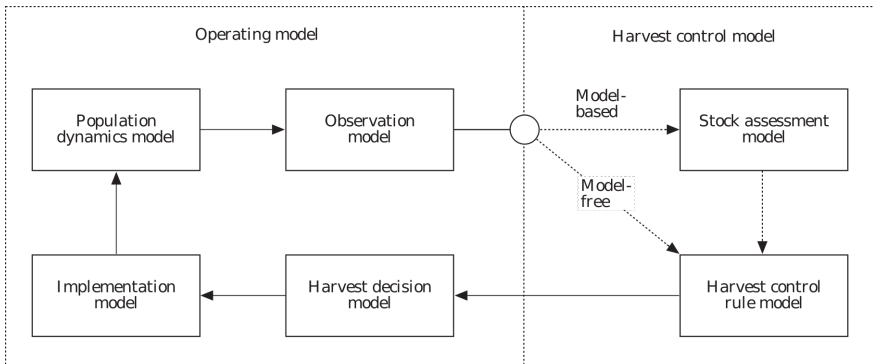 Operating model
Harvest control model
Population
dynamics model
Observation
model
Model-
based
Stock assessment
model
Model-
free
Implementation
model
Harvest decision
model
Harvest control
rule model